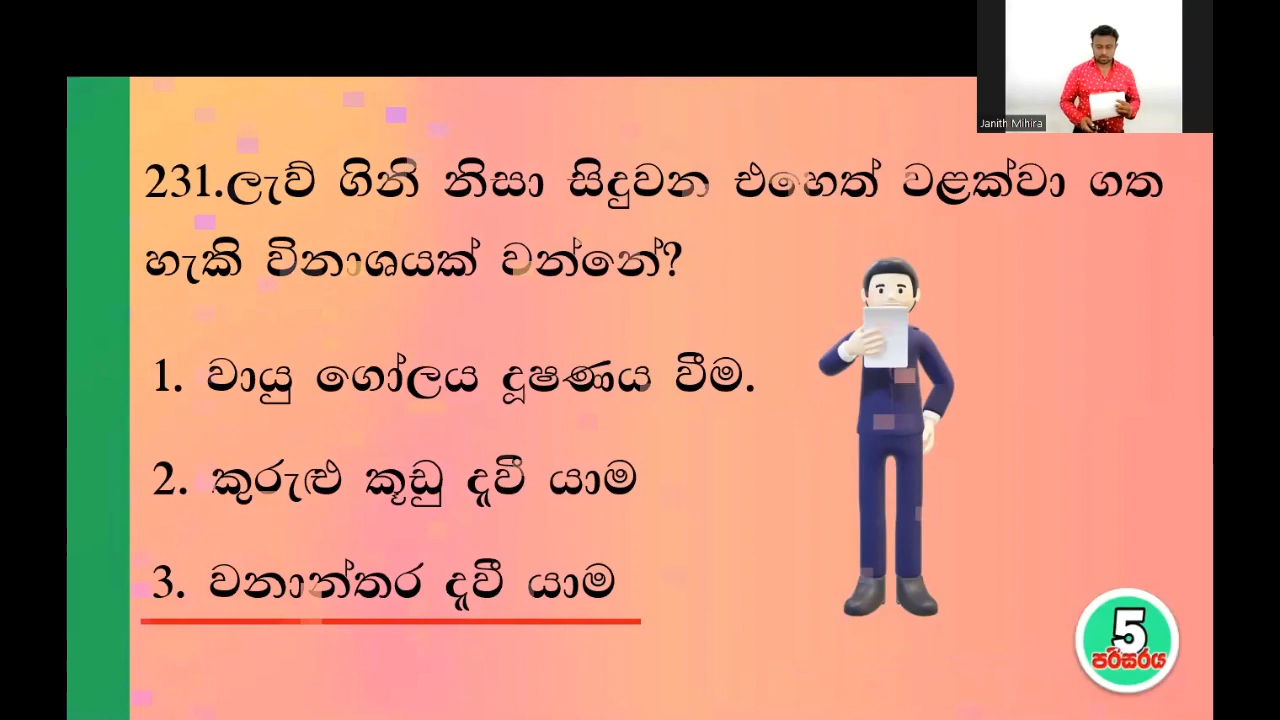 Janith Mihira
231.ලැව් ගිනි නිසා සිදුවන එහෙත් වළක්වා ගත
හැකි විනාශයක් වන්නේ?
1. වායු ගෝලය දූෂණය වීම.
2. කුරුළු කූඩු දැවී යාම
3. වනාන්තර දැවී යාම
5
පරිසරය